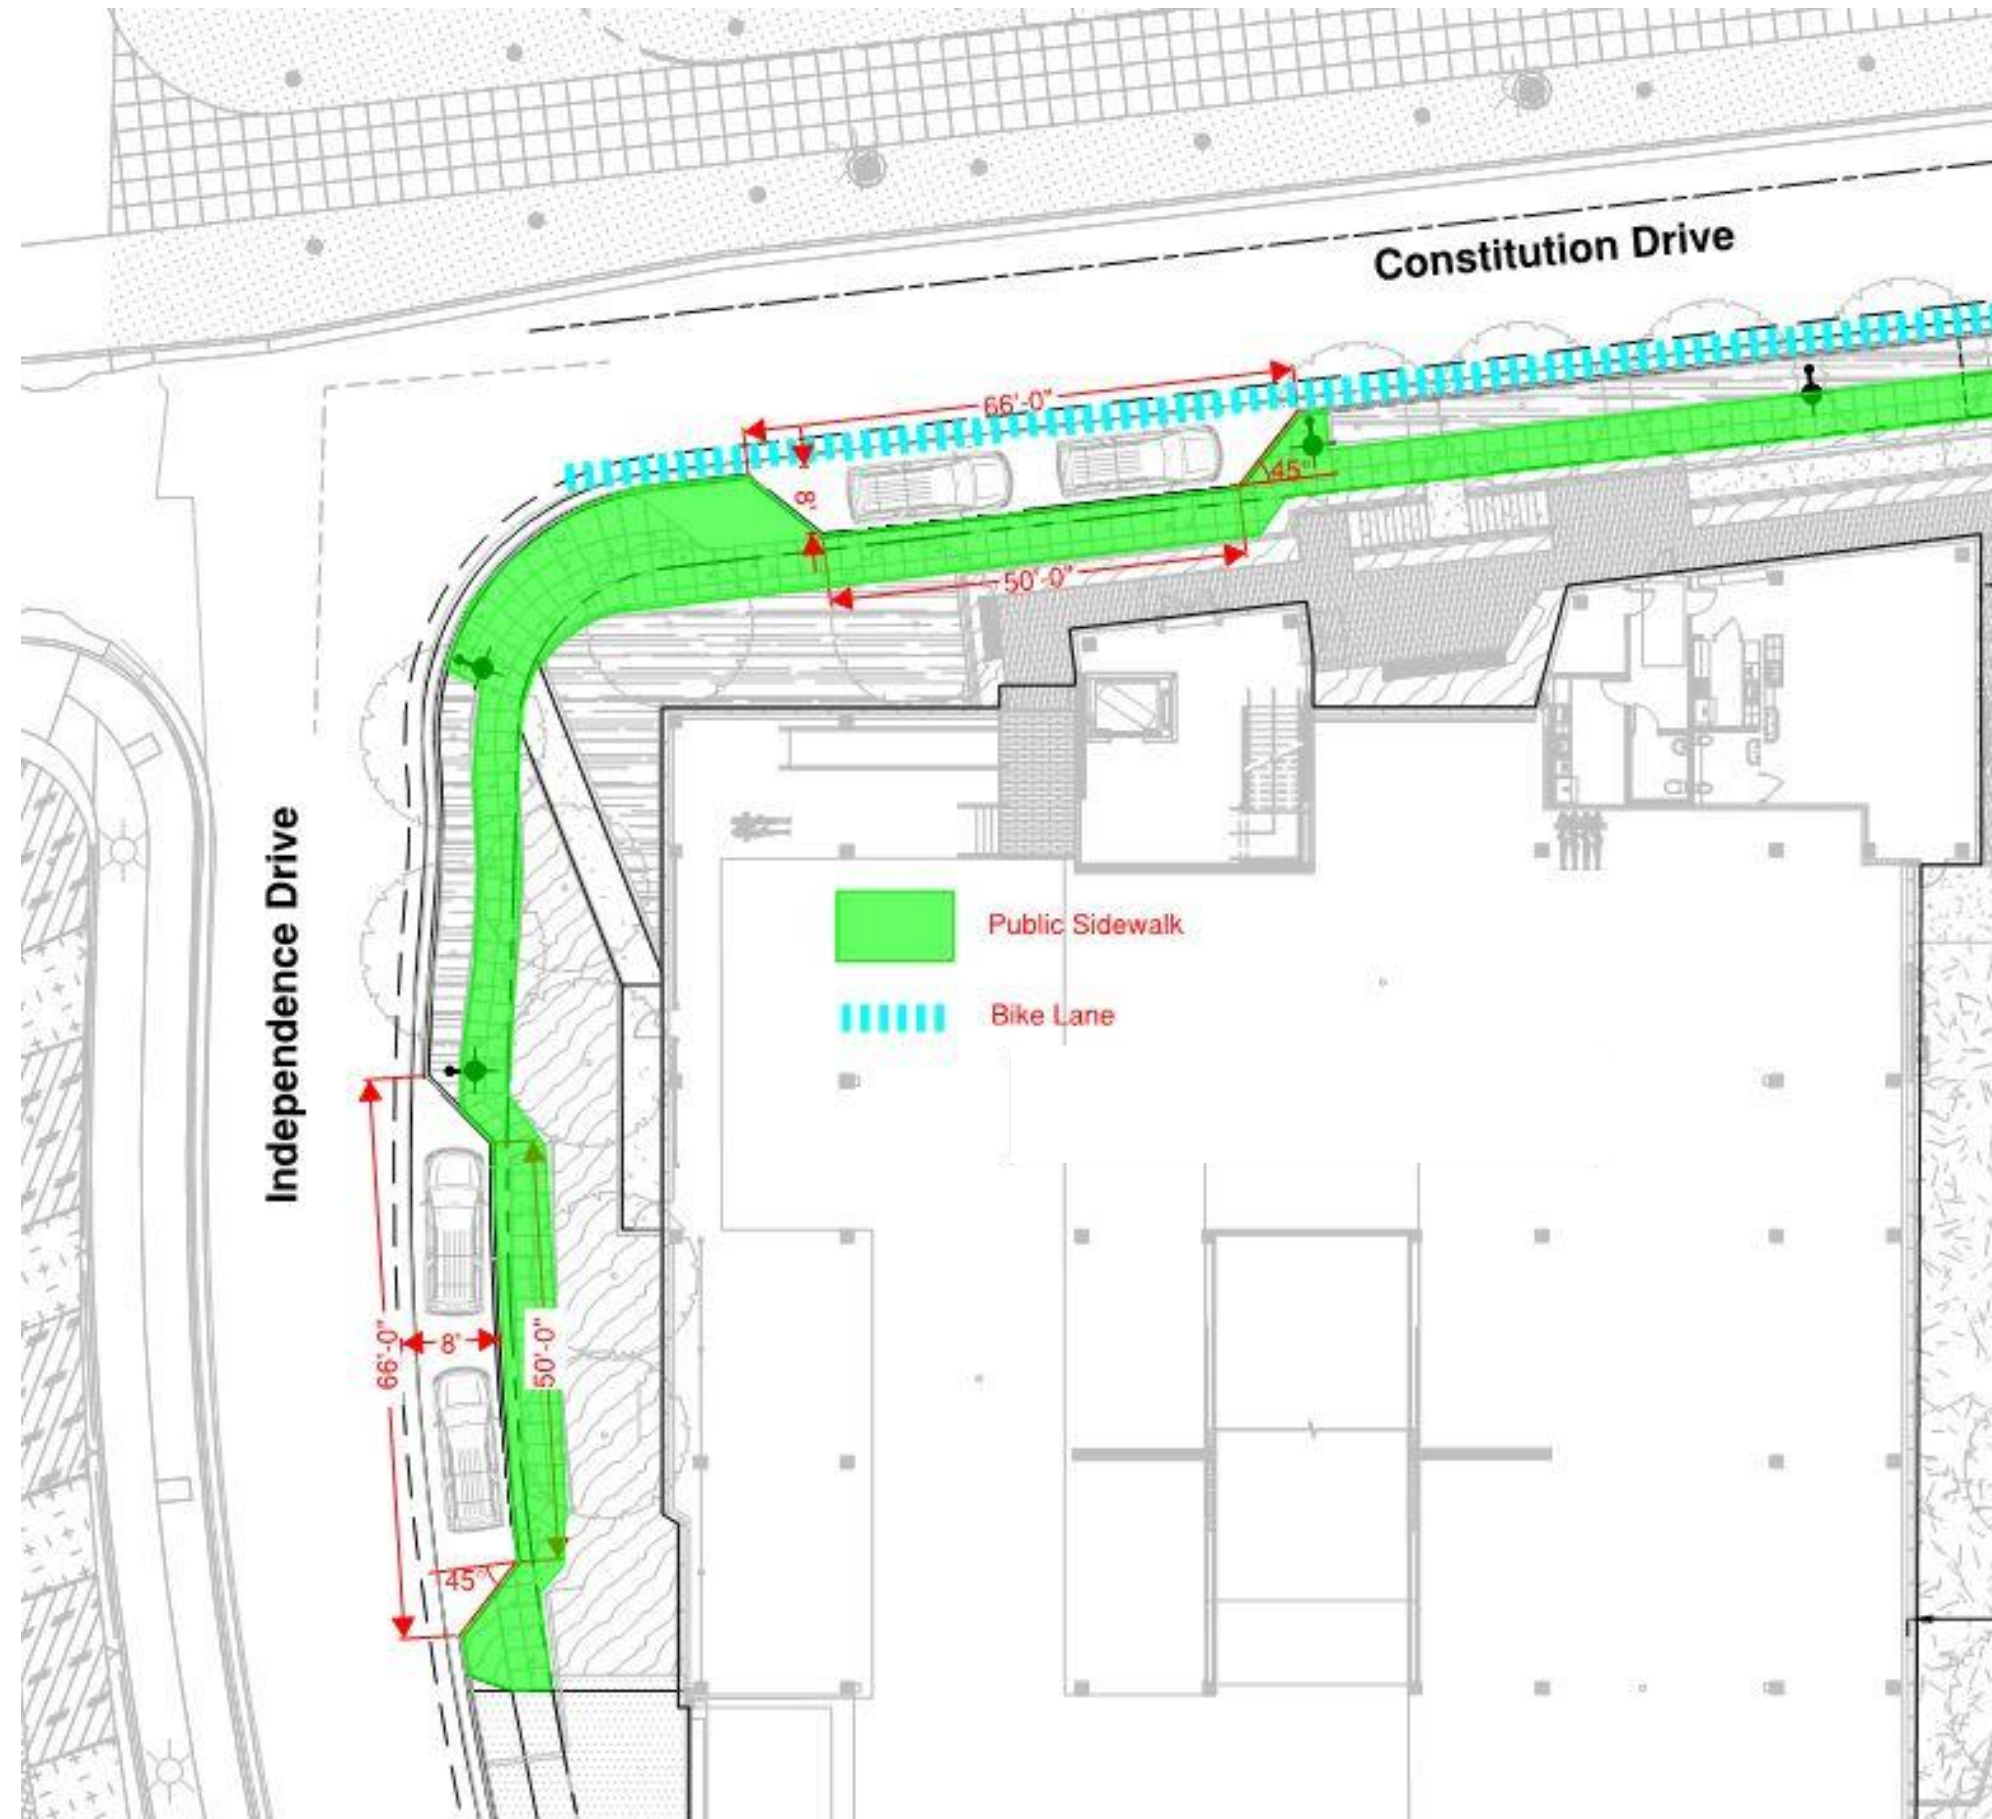 Constitution Drive
66'-0"
8'
45°
50'-0"
Independence Drive
Public Sidewalk
Bike Lane
66'-0"
8'
50'-0"
45°